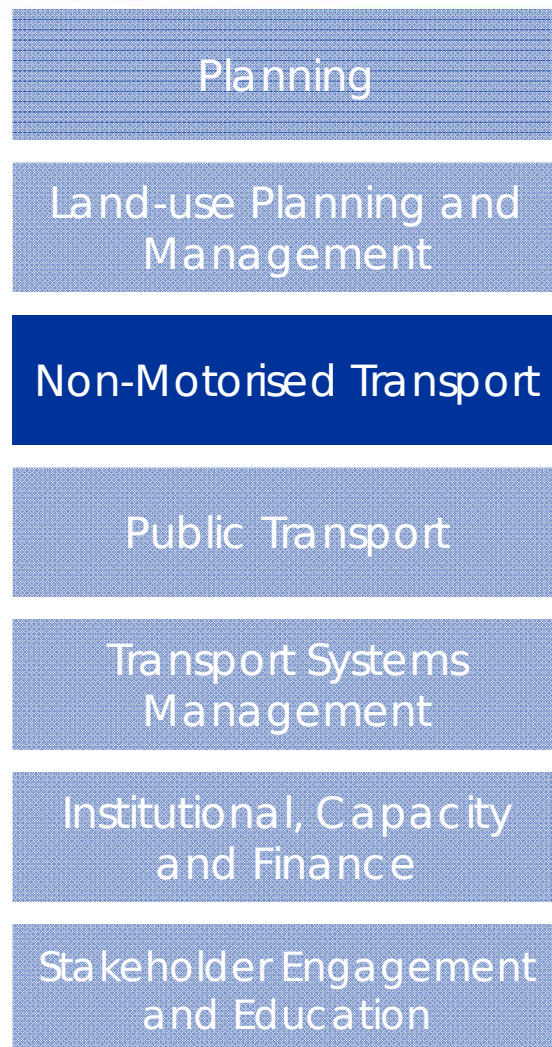 Planning
Land-use Planning and
Management
Non-Motorised Transport
Public Transport
Transport Systems
Management
Institutional, Capacity
and Finance
Stakeholder Engagement
and Education